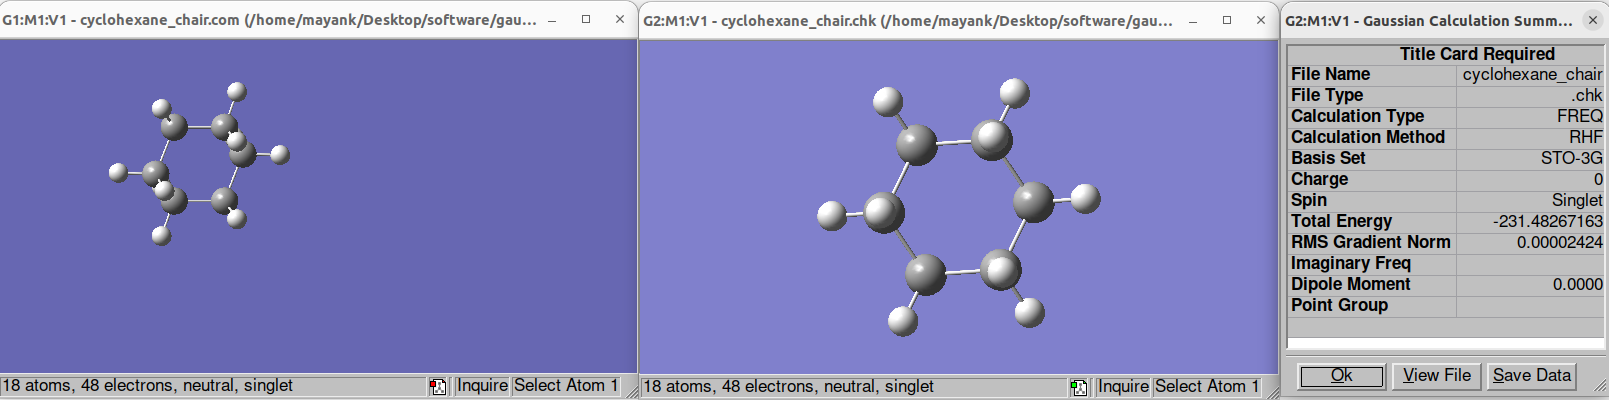 G1:M1:V1 - cyclohexane_chair.com (/home/mayank/Desktop/software/gau...
18 atoms, 48 electrons, neutral, singlet
Inquire
Select Atom 1
G2:M1:V1 - cyclohexane_chair.chk (/home/mayank/Desktop/software/gau...
18 atoms, 48 electrons, neutral, singlet
Inquire
Select Atom 1
G2:M1:V1 - Gaussian Calculation Summ...
Title Card Required
File Name cyclohexane_chair
File Type .chk
Calculation Type FREQ
Calculation Method RHF
Basis Set STO-3G
Charge 0
Spin Singlet
Total Energy -231.48267163
RMS Gradient Norm 0.00002424
Imaginary Freq
Dipole Moment 0.0000
Point Group
Ok View File Save Data